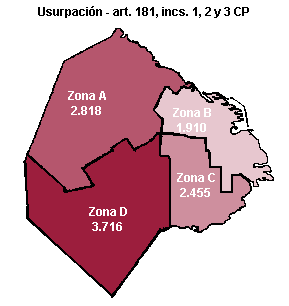 Usurpación - art. 181, incs. 1, 2 y 3 CP
Zona A
2.818
Zona B
1.910
Zona C
2.455
Zona D
3.716